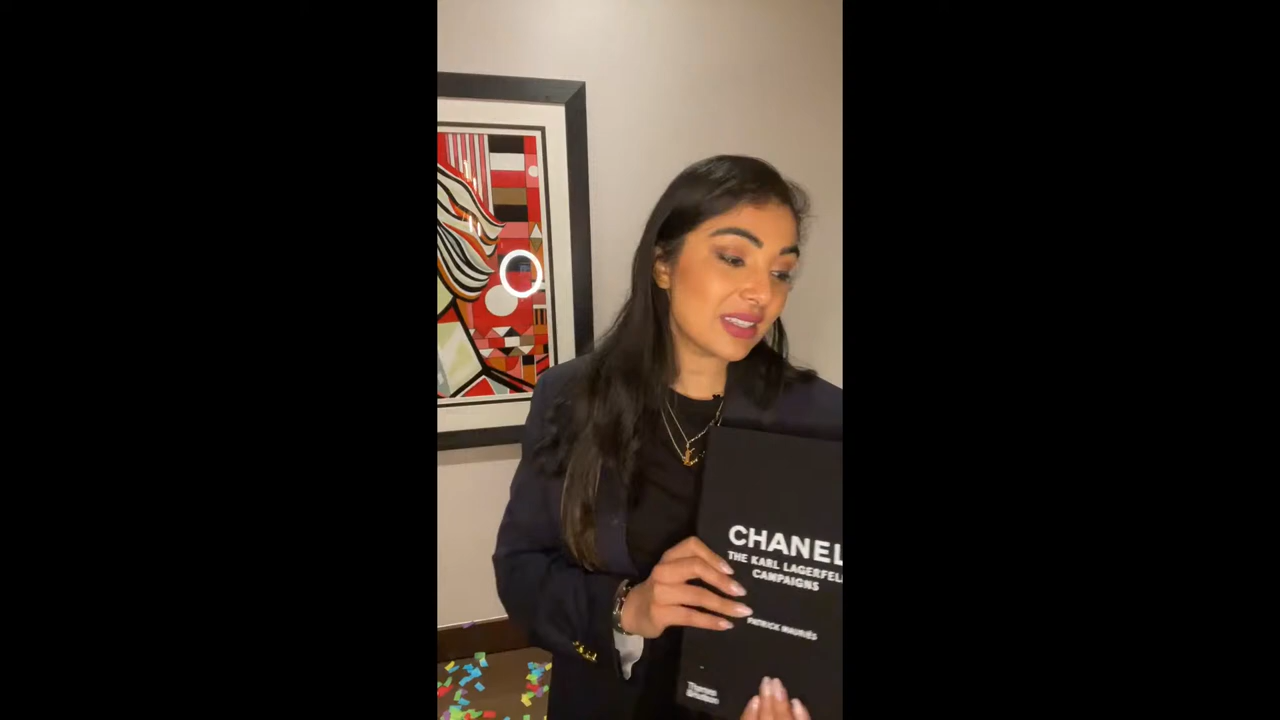 CHANEL
THE KARL LAGERFEL
CAMPAIGNS
PATRICK MAURIÈS
Thames
&Hudson